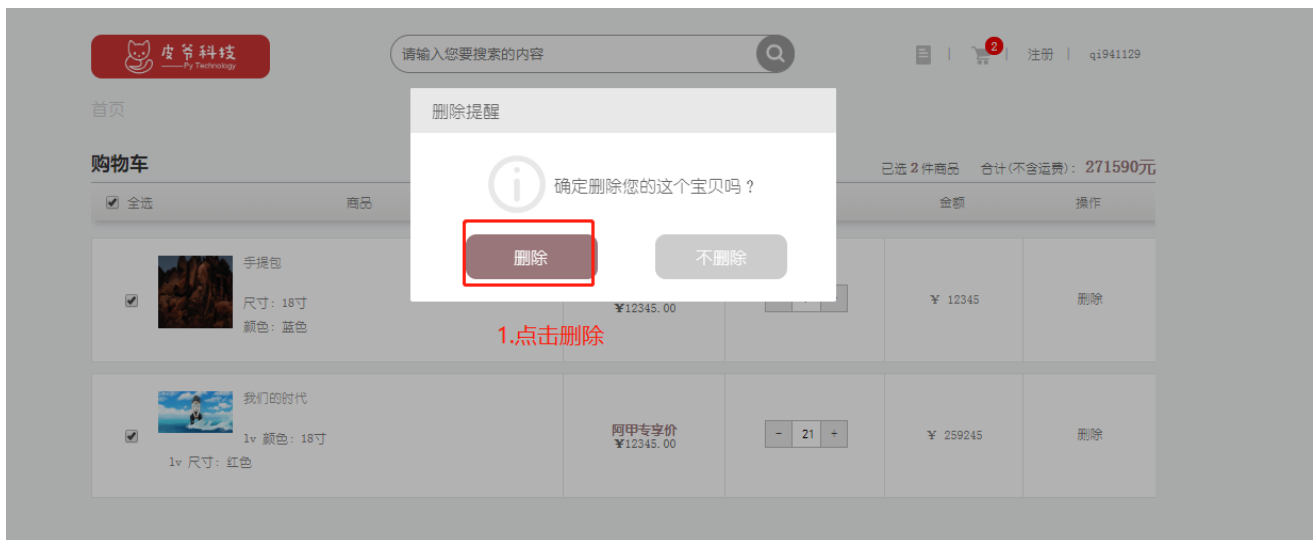 皮爷科技
Py Technology
请输入您要搜素的内容
2
注册
qi941129
首页
删除提醒
购物车
已选 2 件商品 合计(不含运费): 271590元
确定删除您的这个宝贝吗？
全选 商品 金额 操作
删除 不删除
手提包
尺寸: 18寸
颜色: 蓝色
¥12345.00
¥ 12345
删除
1.点击删除
我们的时代
lv 颜色: 18寸
lv 尺寸: 红色
阿甲专享价
¥12345.00
- 21 +
¥ 259245
删除